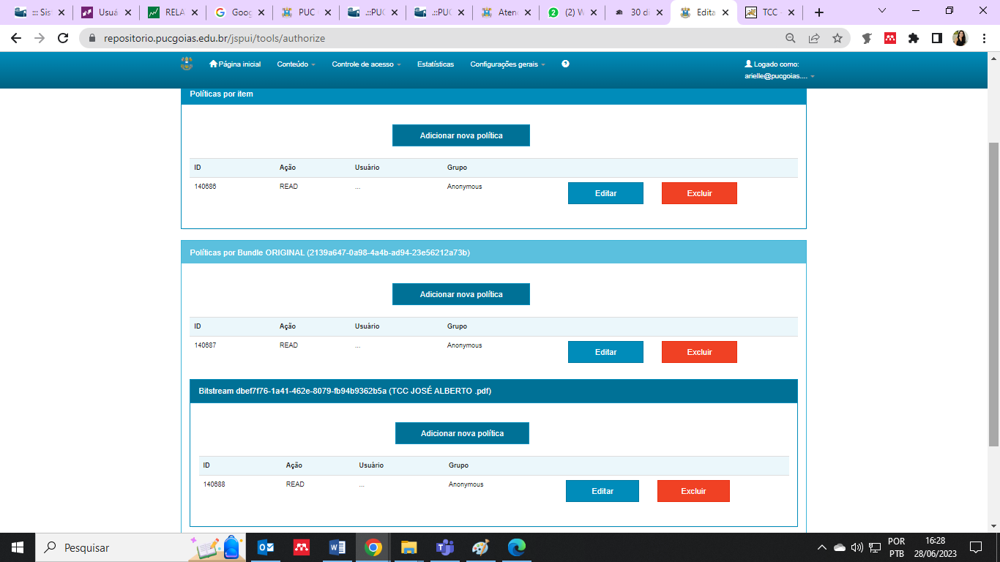 ::: Sis
Usuá
RELA
Goog
PUC
.::PUC
.::PUC
Aten
(2) W
30 di
Edita
TCC
repositorio.pucgoias.edu.br/jspui/tools/authorize
Página inicial
Conteúdo
Controle de acesso
Estatísticas
Configurações gerais
Logado como:
arielle@pucgoias....
Políticas por item
Adicionar nova política
ID Ação Usuário Grupo
140686 READ ... Anonymous Editar Excluir
Políticas por Bundle ORIGINAL (2139a647-0a98-4a4b-ad94-23e56212a73b)
Adicionar nova política
ID Ação Usuário Grupo
140687 READ ... Anonymous Editar Excluir
Bitstream dbef7f76-1a41-462e-8079-fb94b9362b5a (TCC JOSÉ ALBERTO .pdf)
Adicionar nova política
ID Ação Usuário Grupo
140688 READ ... Anonymous Editar Excluir
Pesquisar
POR
PTB
16:28
28/06/2023